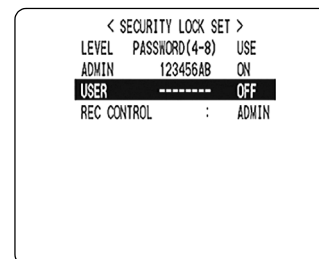 < SECURITY LOCK SET >
LEVEL PASSWORD(4-8) USE
ADMIN 123456AB ON
USER -------- OFF
REC CONTROL : ADMIN